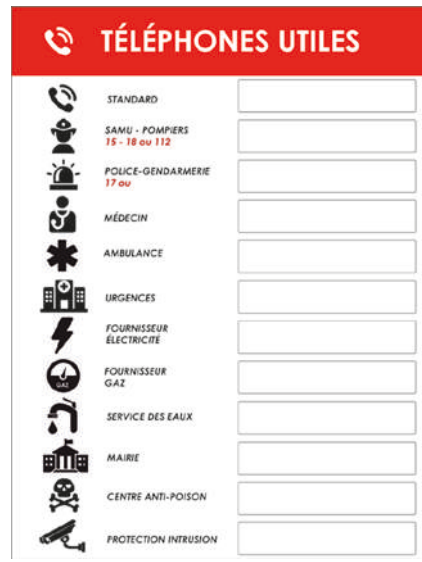 TÉLÉPHONES UTILES
STANDARD
SAMU - POMPIERS
15 - 18 ou 112
POLICE-GENDARMERIE
17 ou
MÉDECIN
AMBULANCE
URGENCES
FOURNISSEUR
ÉLECTRICITÉ
FOURNISSEUR
GAZ
GAZ
SERVICE DES EAUX
MAIRIE
CENTRE ANTI-POISON
PROTECTION INTRUSION